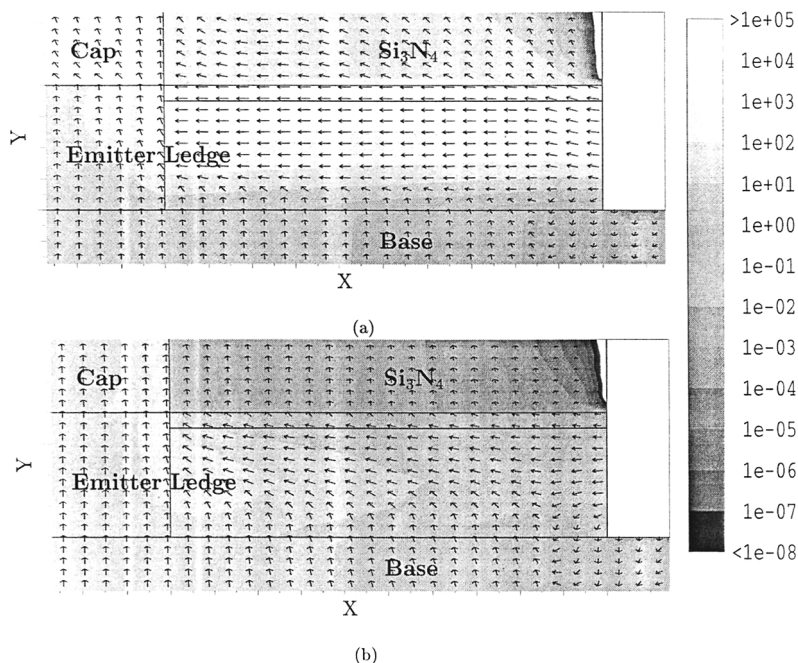 Cap
Si₃N₄
Emitter Ledge
Base
Y
X
(a)
Cap
Si₃N₄
Emitter Ledge
Base
Y
X
(b)
>1e+05
1e+04
1e+03
1e+02
1e+01
1e+00
1e-01
1e-02
1e-03
1e-04
1e-05
1e-06
1e-07
<1e-08